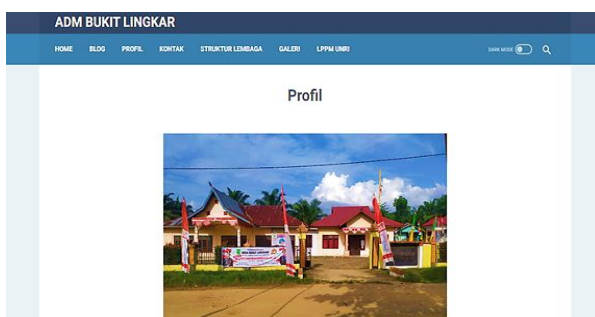 ADM BUKIT LINGKAR
HOME BLOG PROFIL KONTAK STRUKTUR LEMBAGA GALERI LPPM UNRI DARK MODE
Profil